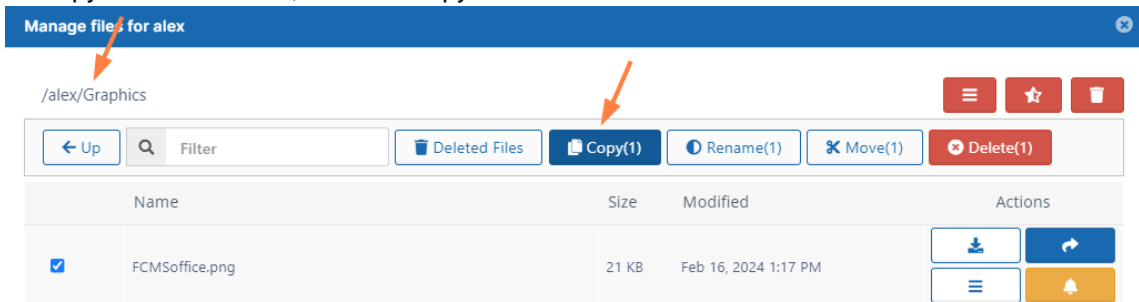 Manage files for alex
/alex/Graphics
Up Filter Deleted Files Copy(1) Rename(1) Move(1) Delete(1)
Name Size Modified Actions
FCMSoffice.png 21 KB Feb 16, 2024 1:17 PM